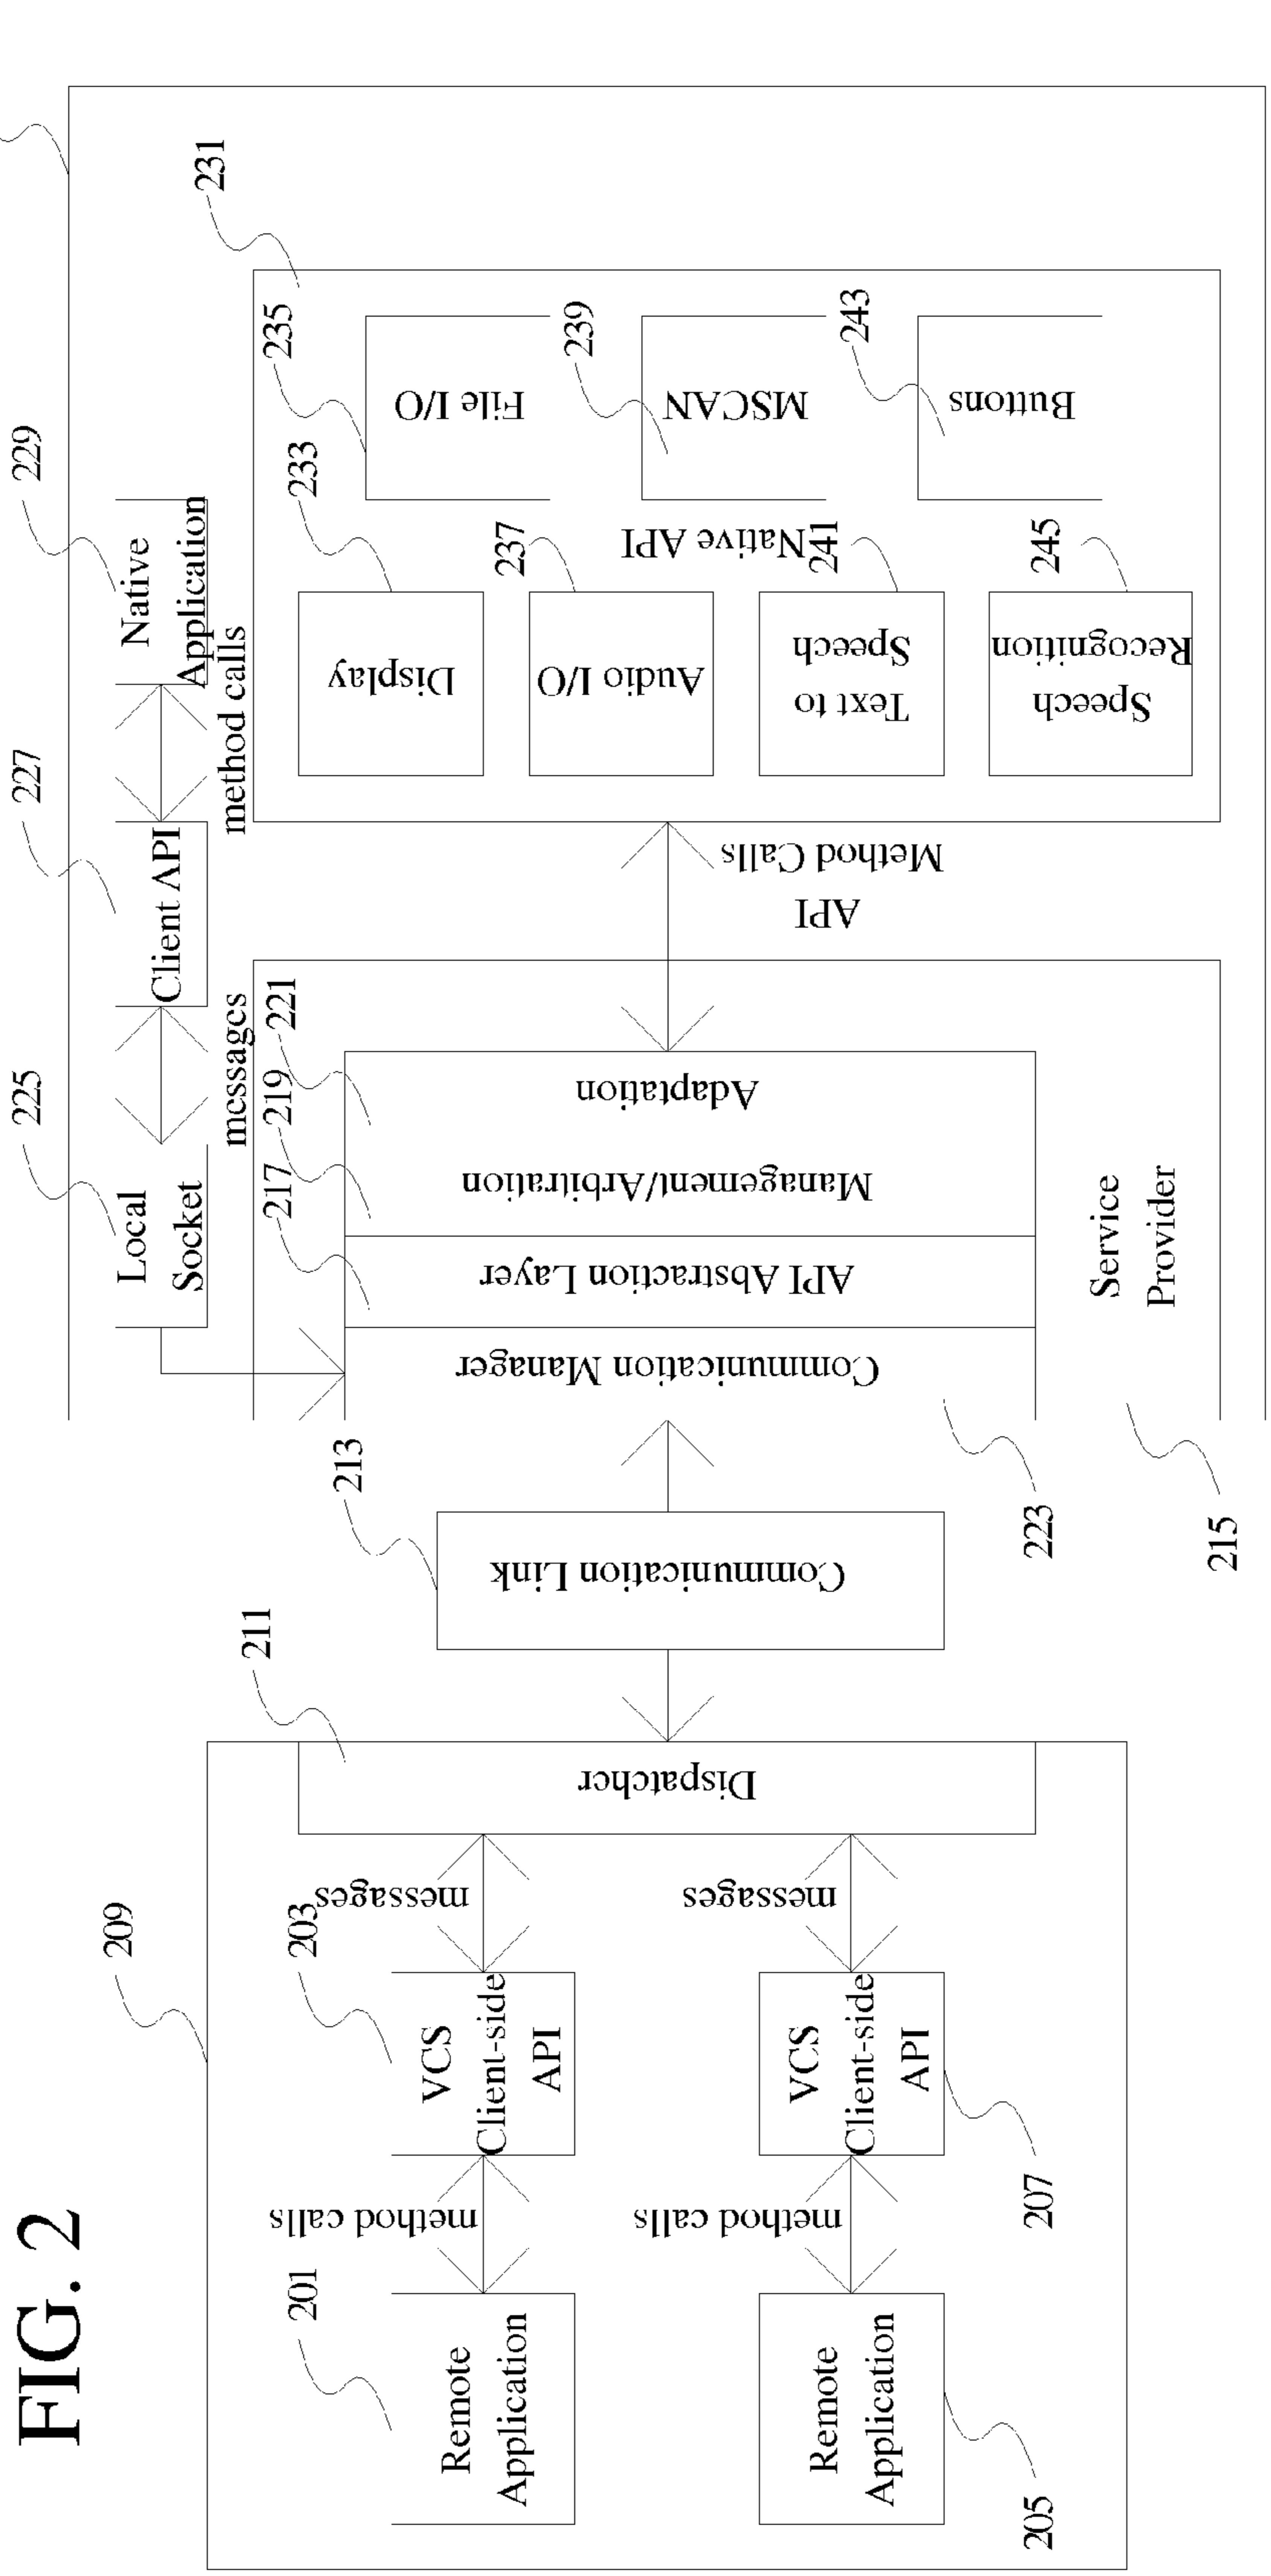 FIG. 2
209
201
Remote
Application
method calls
203
VCS
Client-side
API
messages
205
Remote
Application
method calls
207
VCS
Client-side
API
messages
211
Dispatcher
213
Communication Link
225
Local
Socket
messages
227
Client API
method calls
229
Native
Application
217
219
221
Communication Manager
API Abstraction Layer
Management/Arbitration
Adaptation
223
Service
Provider
215
API
Method Calls
231
233
Display
235
File I/O
237
Audio I/O
Native API
239
MSCAN
241
Text to
Speech
243
Buttons
245
Speech
Recognition